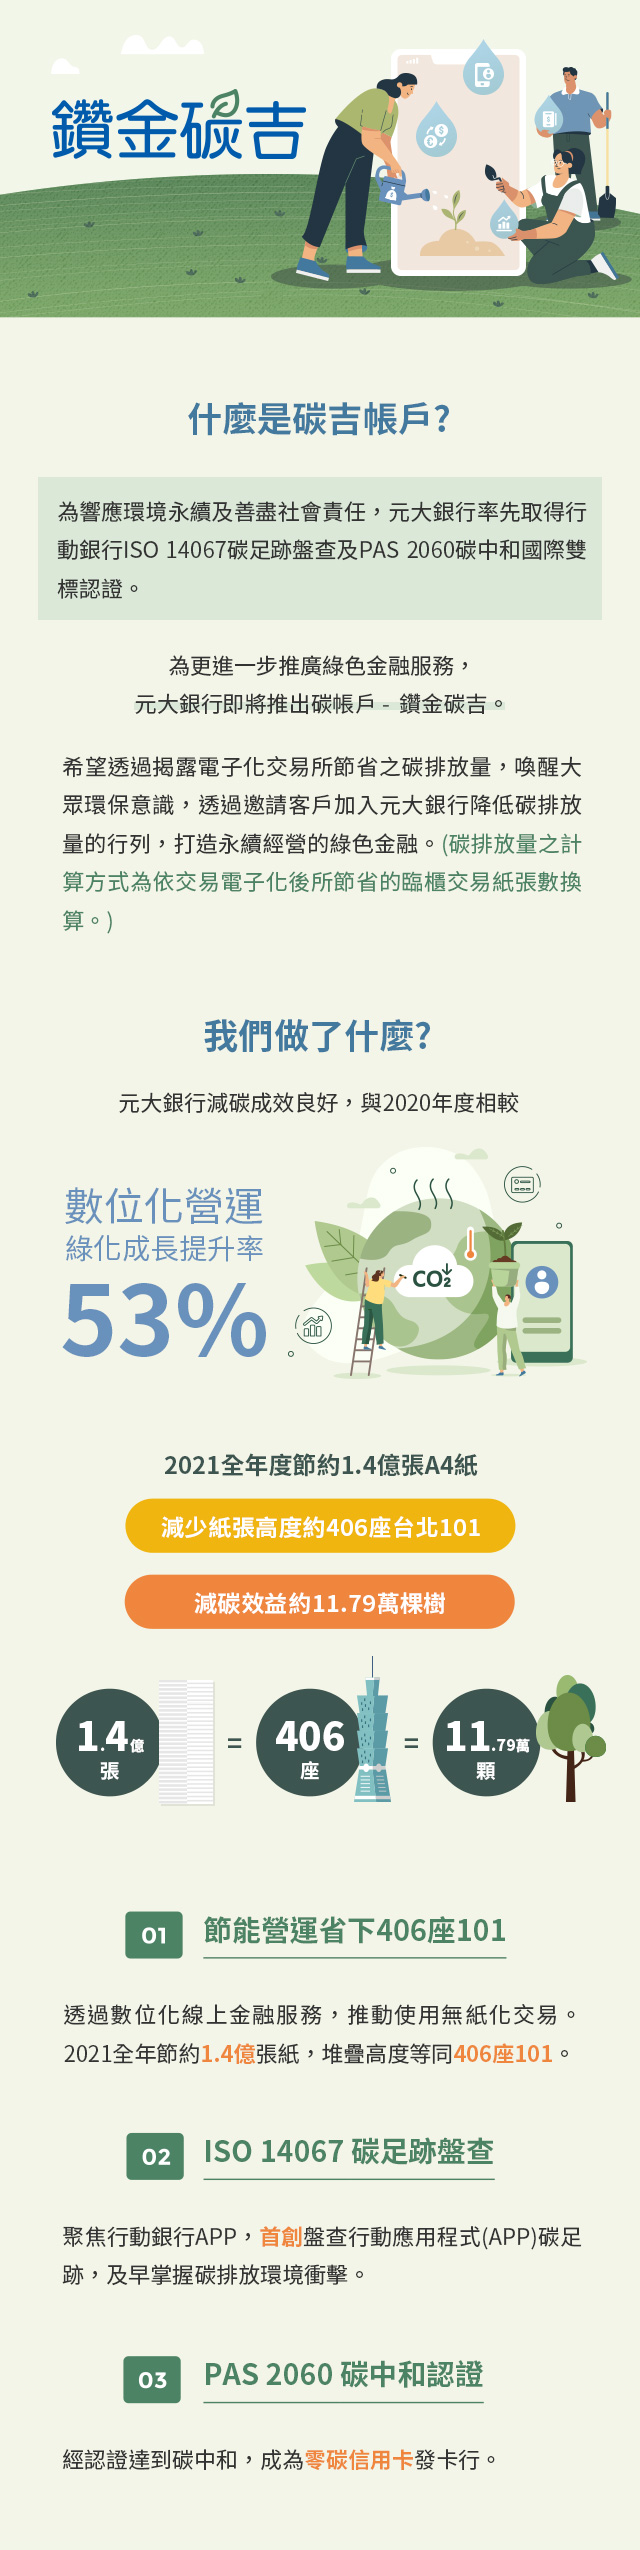 鑽金碳吉
什麼是碳吉帳戶?
為響應環境永續及善盡社會責任，元大銀行率先取得行
動銀行ISO 14067碳足跡盤查及PAS 2060碳中和國際雙
標認證。
為更進一步推廣綠色金融服務，
元大銀行即將推出碳帳戶 - 鑽金碳吉。
希望透過揭露電子化交易所節省之碳排放量，喚醒大
眾環保意識，透過邀請客戶加入元大銀行降低碳排放
量的行列，打造永續經營的綠色金融。(碳排放量之計
算方式為依交易電子化後所節省的臨櫃交易紙張數換
算。)
我們做了什麼?
元大銀行減碳成效良好，與2020年度相較
數位化營運
綠化成長提升率
53%
CO2
2021全年度節約1.4億張A4紙
減少紙張高度約406座台北101
減碳效益約11.79萬棵樹
1.4億
張
=
406
座
=
11.79萬
顆
01
節能營運省下406座101
透過數位化線上金融服務，推動使用無紙化交易。
2021全年節約1.4億張紙，堆疊高度等同406座101。
02
ISO 14067 碳足跡盤查
聚焦行動銀行APP，首創盤查行動應用程式(APP)碳足
跡，及早掌握碳排放環境衝擊。
03
PAS 2060 碳中和認證
經認證達到碳中和，成為零碳信用卡發卡行。